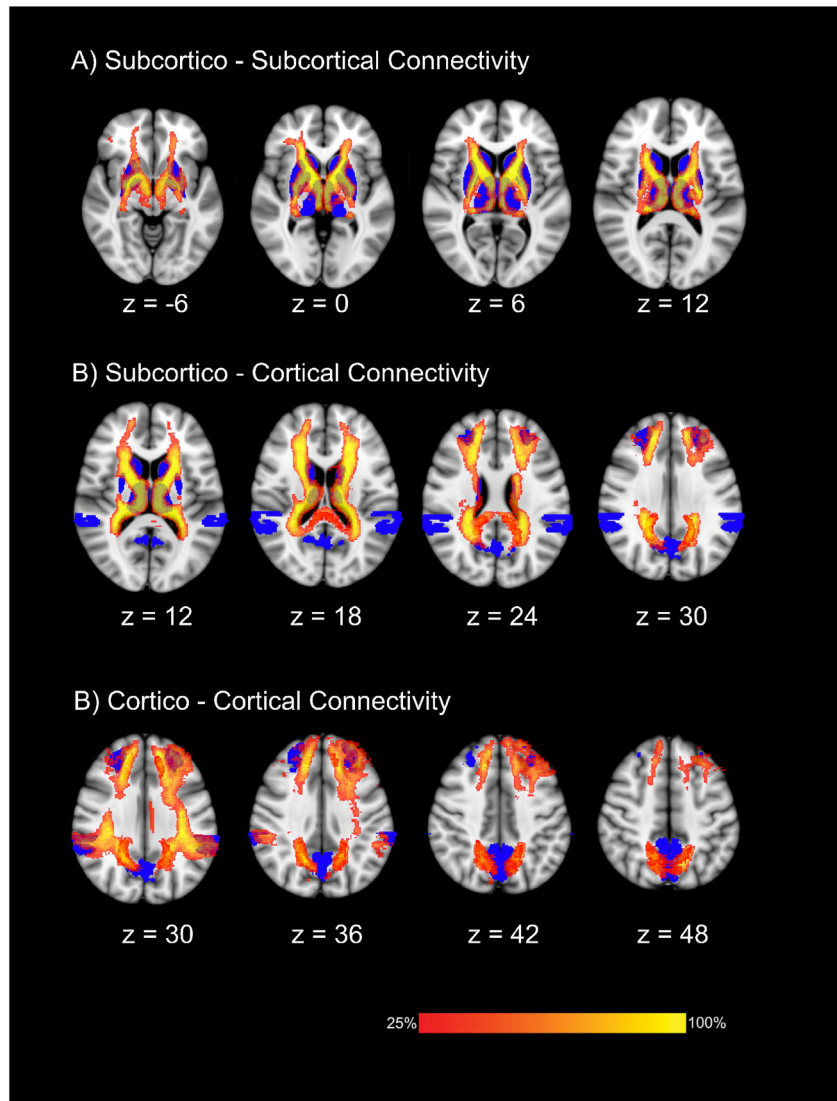 A) Subcortico - Subcortical Connectivity
z = -6 z = 0 z = 6 z = 12
B) Subcortico - Cortical Connectivity
z = 12 z = 18 z = 24 z = 30
B) Cortico - Cortical Connectivity
z = 30 z = 36 z = 42 z = 48
25% 100%